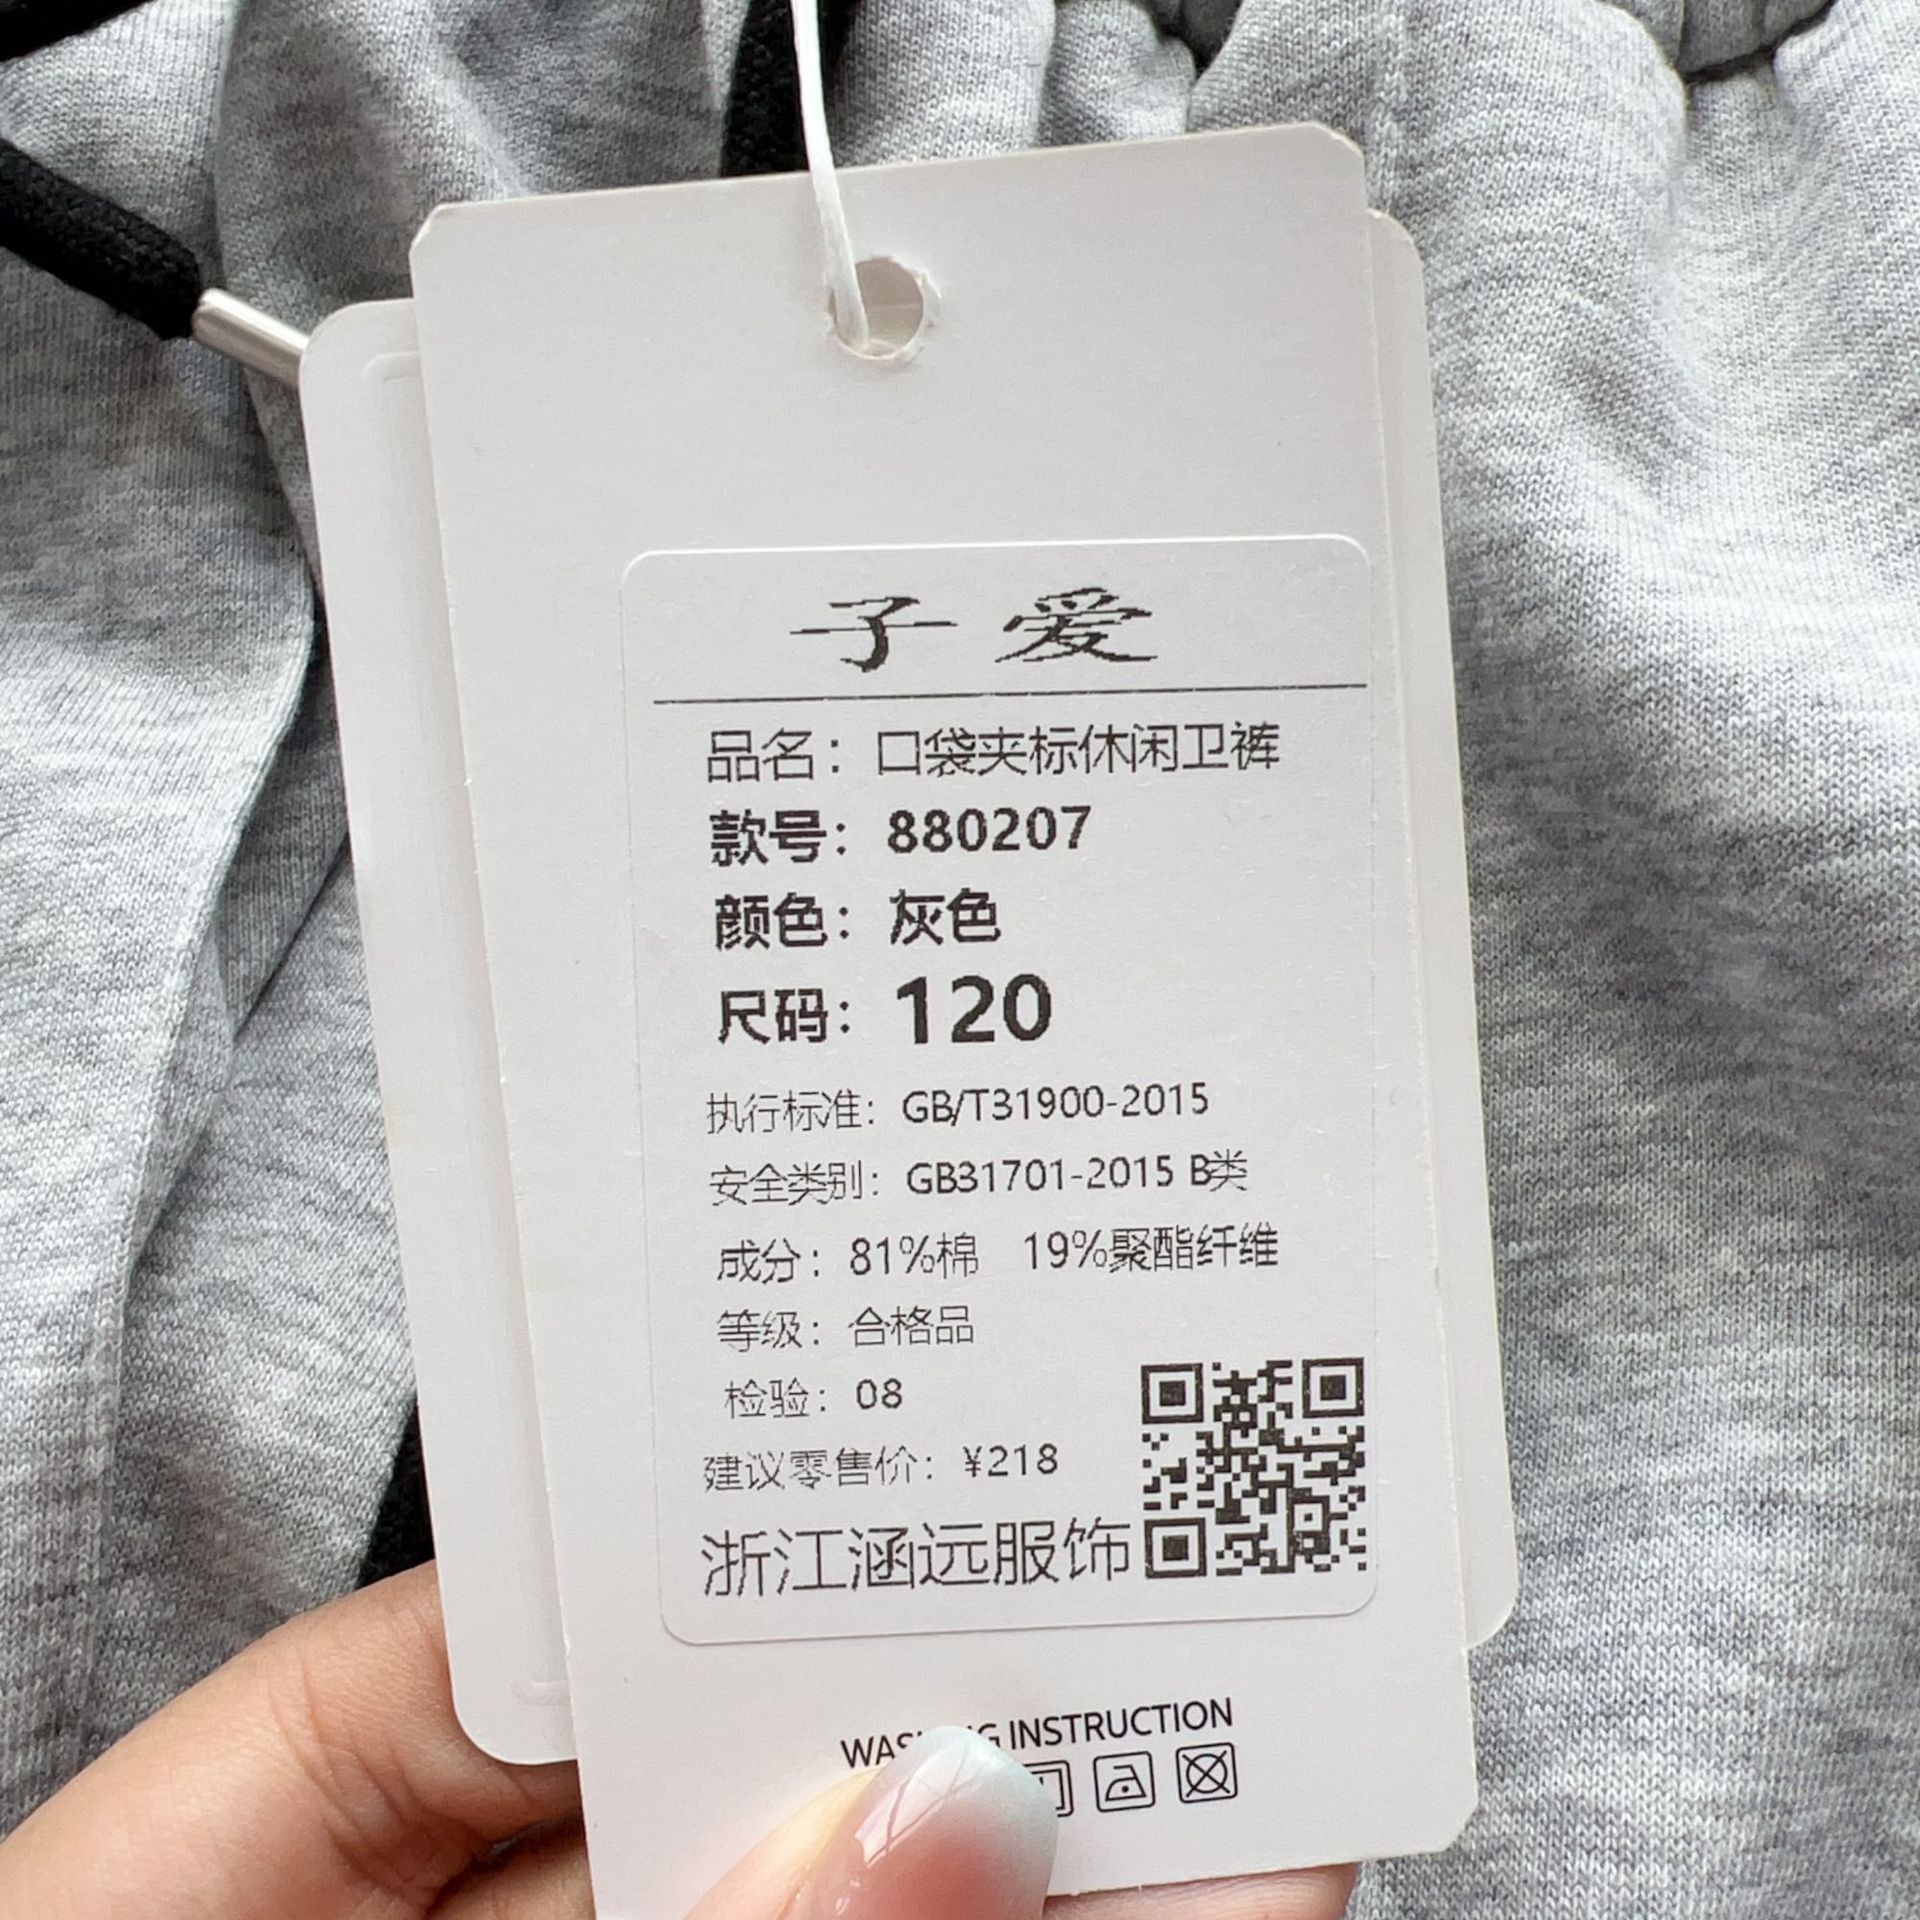 子爱
品名：口袋夹标休闲卫裤
款号：880207
颜色：灰色
尺码：120
执行标准：GB/T31900-2015
安全类别：GB31701-2015 B类
成分：81%棉 19%聚酯纤维
等级：合格品
检验：08
建议零售价：¥218
浙江涵远服饰
INSTRUCTION